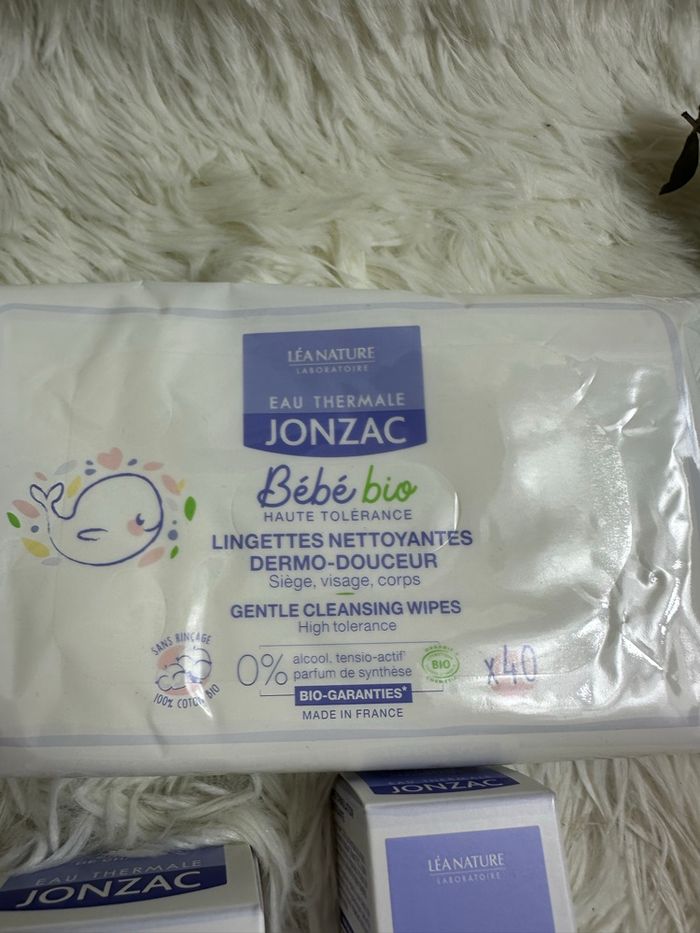 LÉA NATURE
LABORATOIRE
EAU THERMALE
JONZAC
Bébé bio
HAUTE TOLÉRANCE
LINGETTES NETTOYANTES
DERMO-DOUCEUR
Siège, visage, corps
GENTLE CLEANSING WIPES
High tolerance
SANS RINÇAGE
100% COTON BIO
0% alcool, tensio-actif
parfum de synthèse
BIO
BIO-GARANTIES*
MADE IN FRANCE
x40
EAU THERMALE
JONZAC
EAU THERMALE
JONZAC
LÉA NATURE
LABORATOIRE